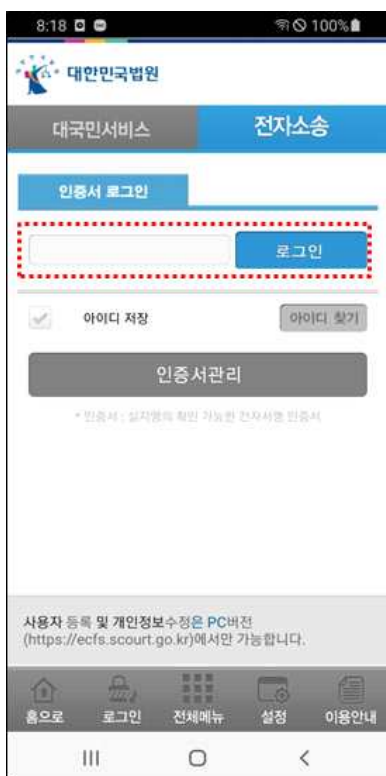 8:18 100%
대한민국법원
대국민서비스 전자소송
인증서 로그인
로그인
아이디 저장 아이디 찾기
인증서관리
* 인증서 : 실지명의 확인 가능한 전자서명 인증서
사용자 등록 및 개인정보수정은 PC버전
(https://ecfs.scourt.go.kr)에서만 가능합니다.
홈으로 로그인 전체메뉴 설정 이용안내